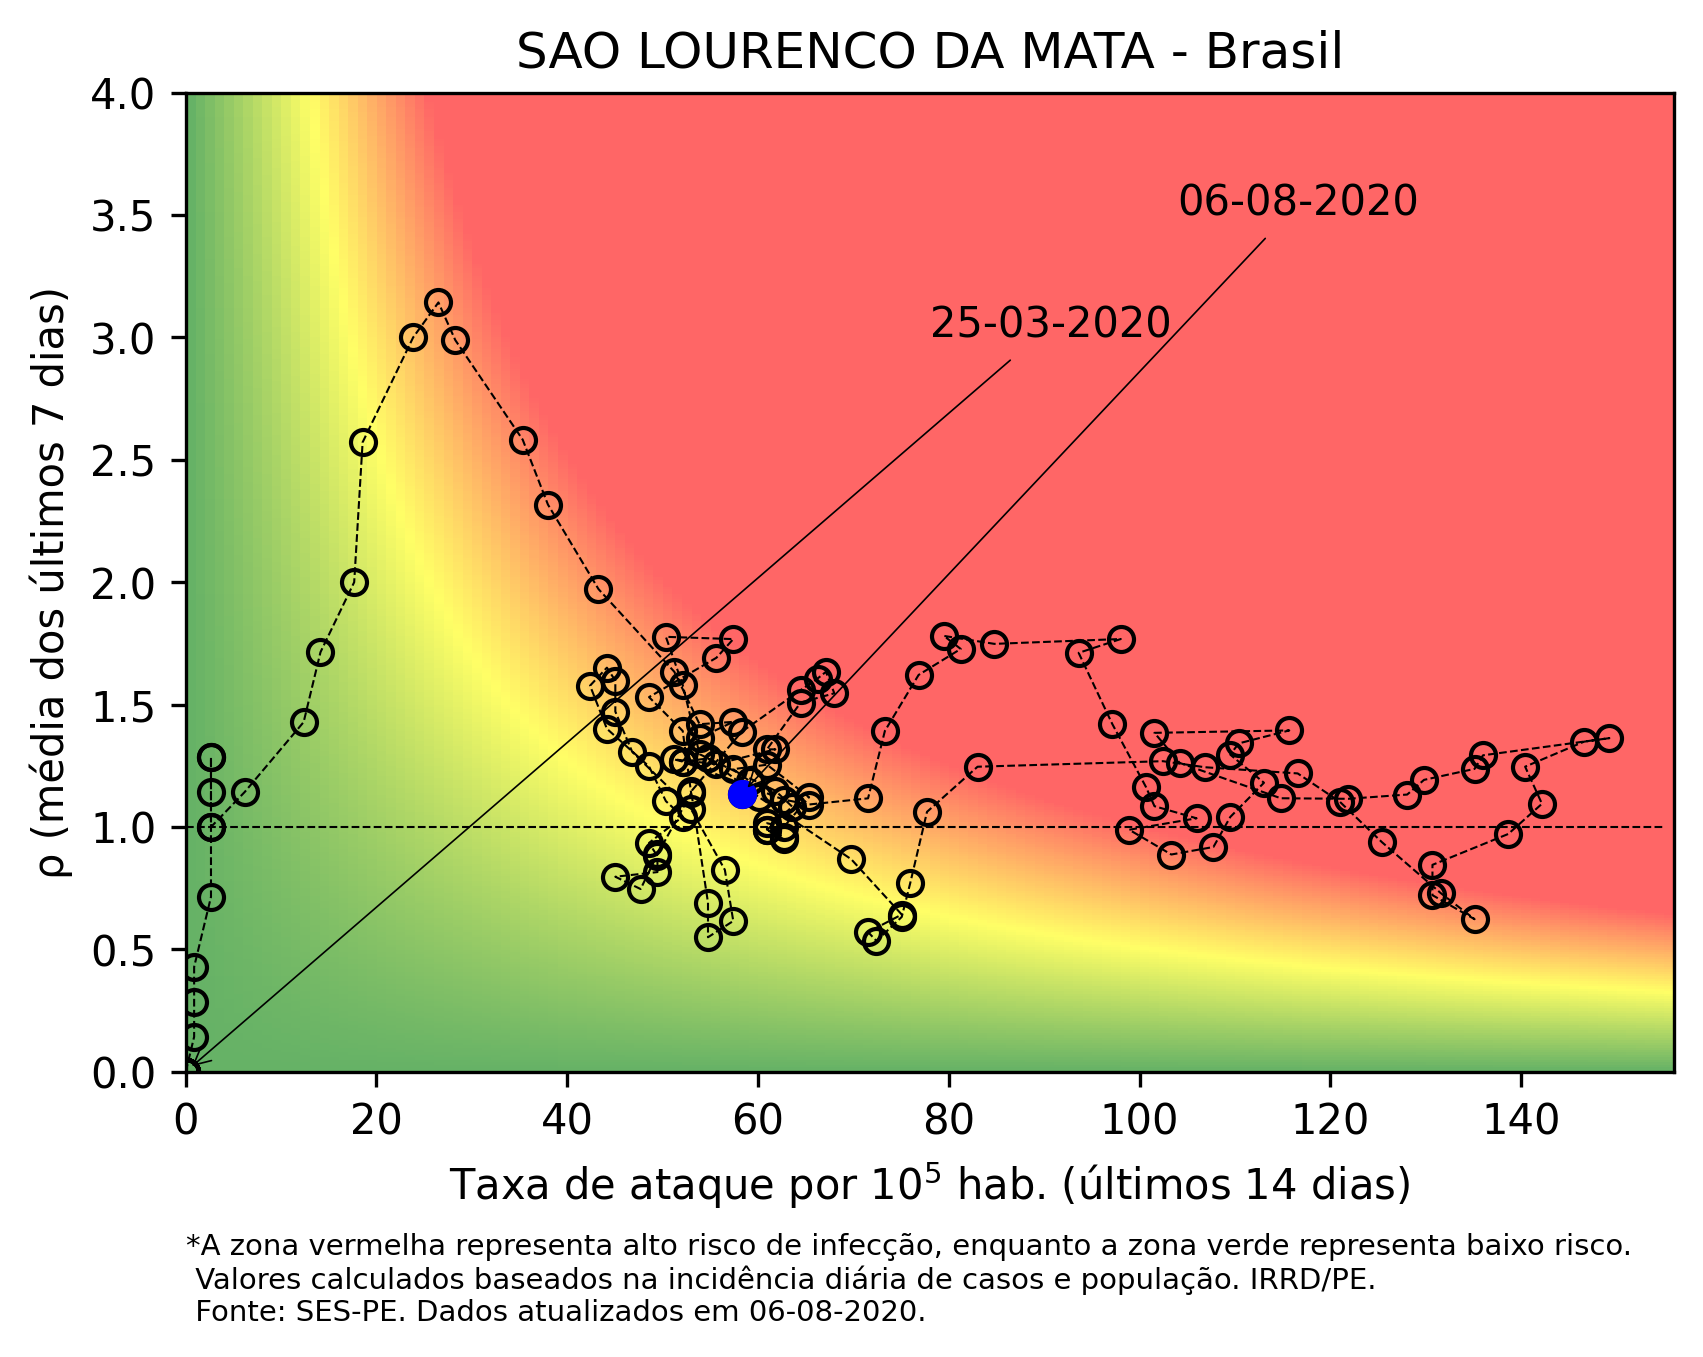 SAO LOURENCO DA MATA - Brasil
4.0
3.5
3.0
2.5
2.0
1.5
1.0
0.5
0.0
ρ (média dos últimos 7 dias)
06-08-2020
25-03-2020
0 20 40 60 80 100 120 140
Taxa de ataque por 10⁵ hab. (últimos 14 dias)
*A zona vermelha representa alto risco de infecção, enquanto a zona verde representa baixo risco.
Valores calculados baseados na incidência diária de casos e população. IRRD/PE.
Fonte: SES-PE. Dados atualizados em 06-08-2020.